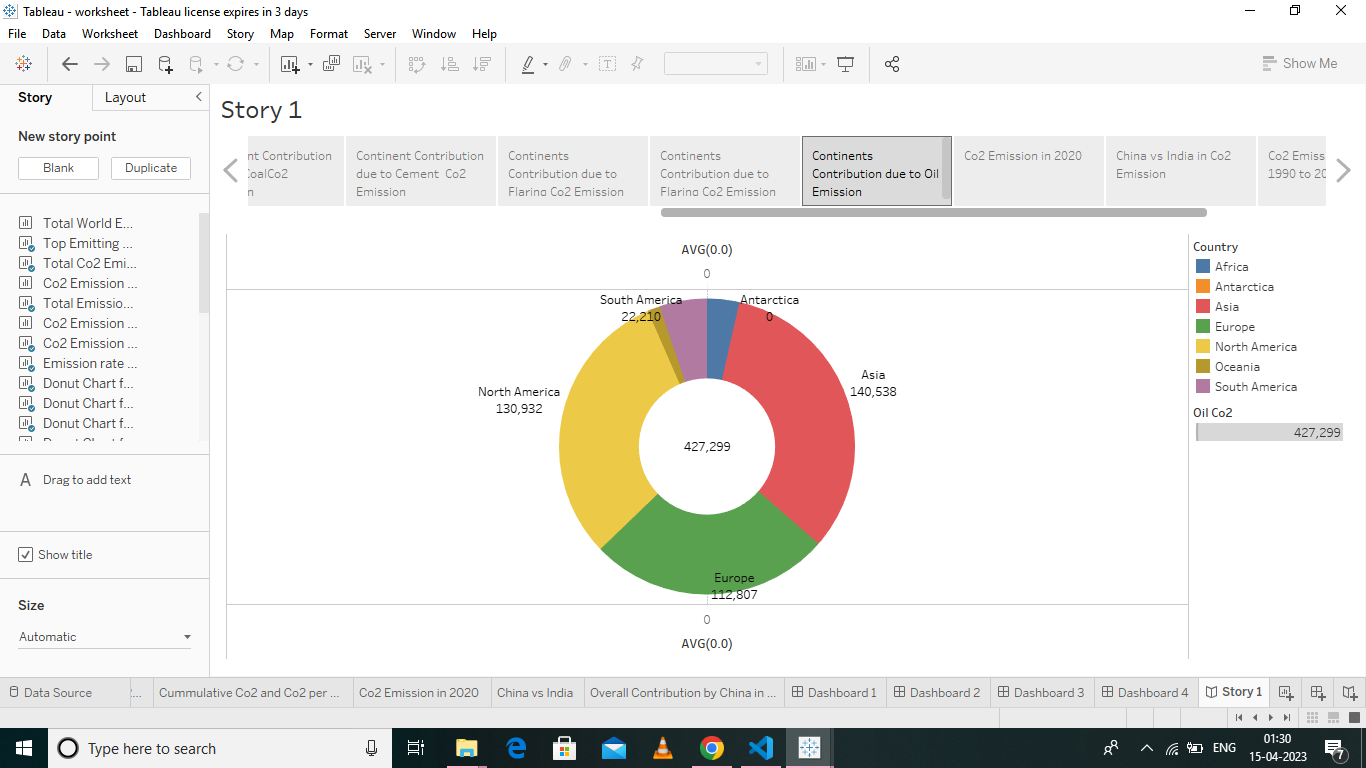 Tableau - worksheet - Tableau license expires in 3 days
File Data Worksheet Dashboard Story Map Format Server Window Help
Show Me
Story Layout
New story point
Blank Duplicate
Total World E...
Top Emitting ...
Total Co2 Emi...
Co2 Emission ...
Total Emissio...
Co2 Emission ...
Co2 Emission ...
Emission rate ...
Donut Chart f...
Donut Chart f...
Donut Chart f...
A Drag to add text
Show title
Size
Automatic
Story 1
nt Contribution
CoalCo2
n
Continent Contribution
due to Cement Co2
Emission
Continents
Contribution due to
Flaring Co2 Emission
Continents
Contribution due to
Flaring Co2 Emission
Continents
Contribution due to Oil
Emission
Co2 Emission in 2020
China vs India in Co2
Emission
Co2 Emiss
1990 to 20
AVG(0.0)
0
South America
22,210
Antarctica
0
Asia
140,538
North America
130,932
427,299
Europe
112,807
0
AVG(0.0)
Country
Africa
Antarctica
Asia
Europe
North America
Oceania
South America
Oil Co2
427,299
Data Source
Cummulative Co2 and Co2 per ... Co2 Emission in 2020 China vs India Overall Contribution by China in ... Dashboard 1 Dashboard 2 Dashboard 3 Dashboard 4 Story 1
Type here to search
ENG
01:30
15-04-2023
7